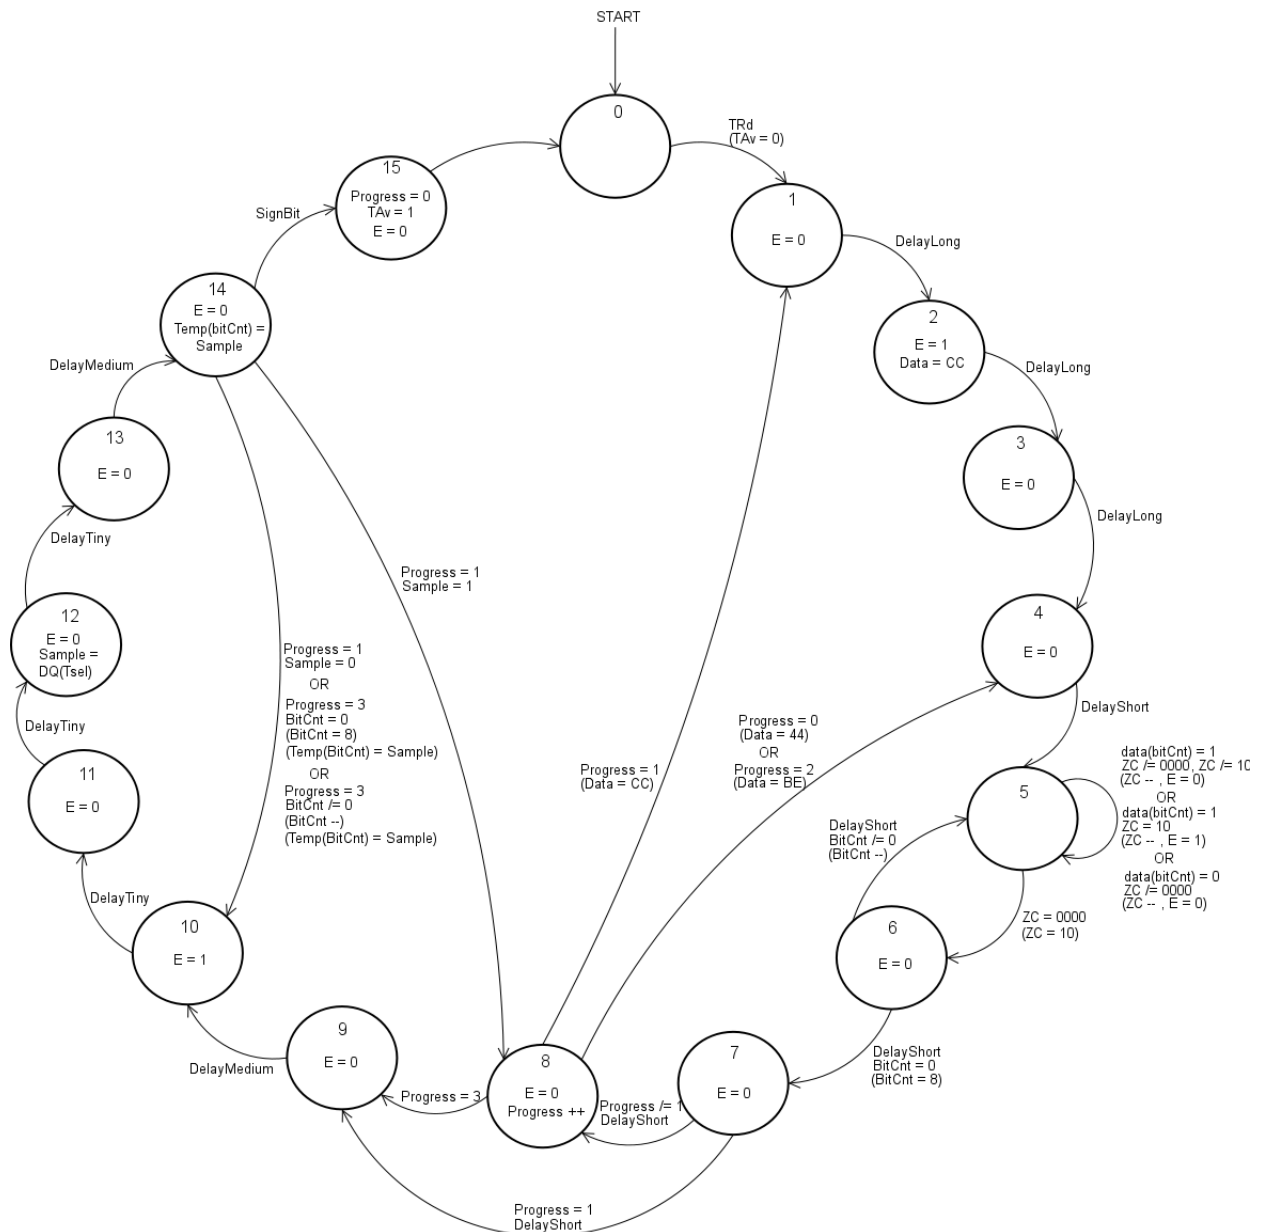 START
0
TRd
(TAv = 0)
15
Progress = 0
TAv = 1
E = 0
1
E = 0
SignBit
DelayLong
14
E = 0
Temp(bitCnt) =
Sample
2
E = 1
Data = CC
DelayMedium
DelayLong
13
E = 0
3
E = 0
DelayLong
DelayTiny
Progress = 1
Sample = 1
12
E = 0
Sample =
DQ(Tsel)
4
E = 0
Progress = 1
Sample = 0
OR
Progress = 3
BitCnt = 0
(BitCnt = 8)
(Temp(BitCnt) = Sample)
OR
Progress = 3
BitCnt /= 0
(BitCnt --)
(Temp(BitCnt) = Sample)
DelayTiny
DelayShort
Progress = 0
(Data = 44)
OR
Progress = 2
(Data = BE)
Progress = 1
(Data = CC)
11
E = 0
5
data(bitCnt) = 1
ZC /= 0000, ZC /= 10
(ZC -- , E = 0)
OR
data(bitCnt) = 1
ZC = 10
(ZC -- , E = 1)
OR
data(bitCnt) = 0
ZC /= 0000
(ZC -- , E = 0)
DelayShort
BitCnt /= 0
(BitCnt --)
DelayTiny
10
E = 1
ZC = 0000
(ZC = 10)
6
E = 0
9
E = 0
DelayMedium
8
E = 0
Progress ++
7
E = 0
DelayShort
BitCnt = 0
(BitCnt = 8)
Progress = 3
Progress /= 1
DelayShort
Progress = 1
DelayShort